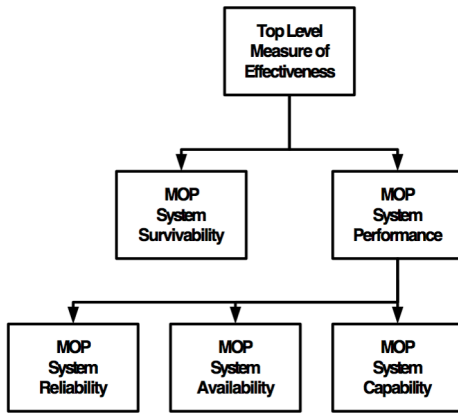 Top Level
Measure of
Effectiveness
MOP
System
Survivability
MOP
System
Performance
MOP
System
Reliability
MOP
System
Availability
MOP
System
Capability